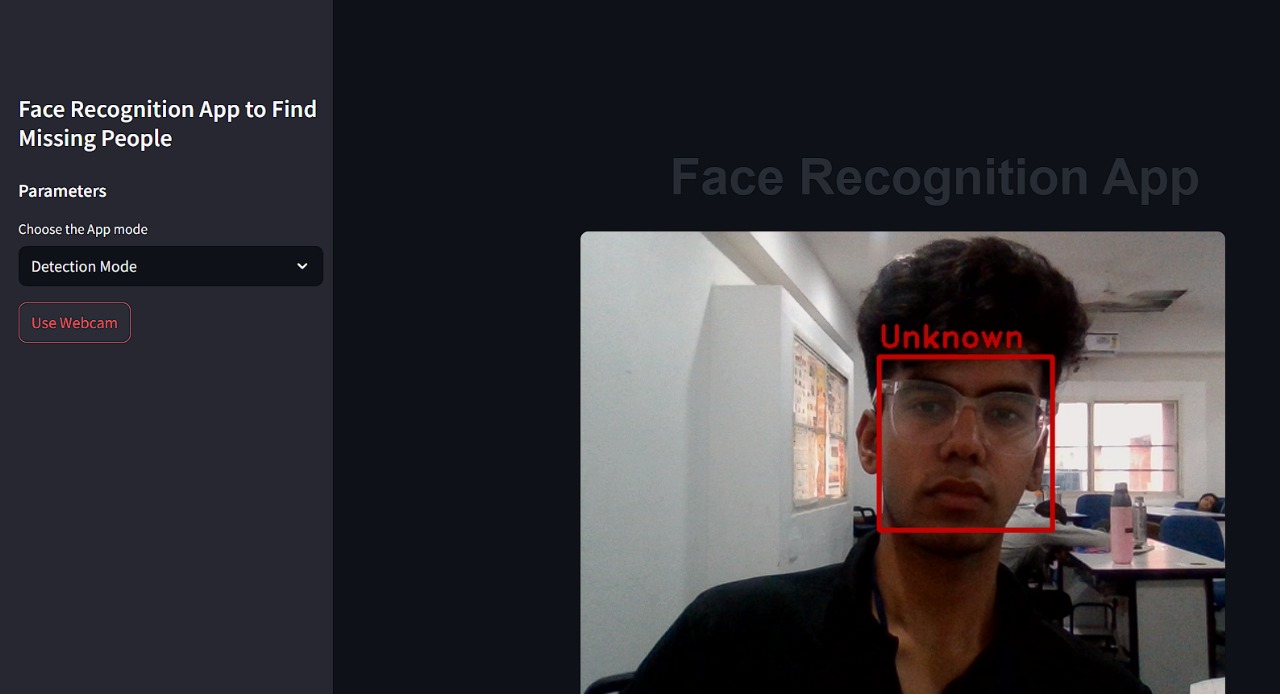 Face Recognition App to Find
Missing People
Parameters
Choose the App mode
Detection Mode
Use Webcam
Face Recognition App
Unknown